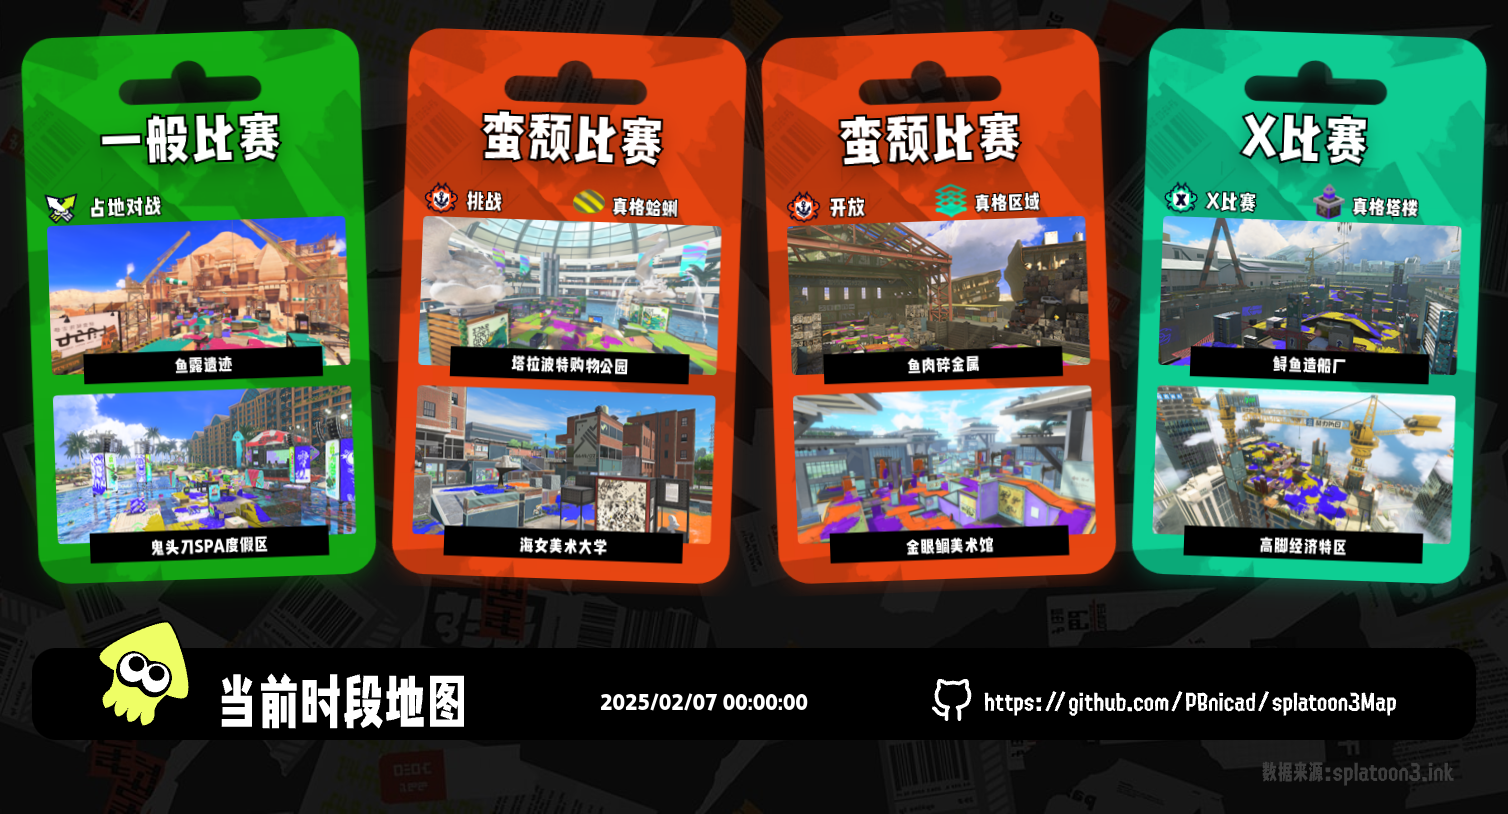 一般比赛
占地对战
鱼露遗迹
鬼头刀SPA度假区
蛮颓比赛
挑战
真格蛤蜊
塔拉波特购物公园
海女美术大学
蛮颓比赛
开放
真格区域
鱼肉碎金属
金眼鲷美术馆
X比赛
X比赛
真格塔楼
鲟鱼造船厂
高脚经济特区
当前时段地图
2025/02/07 00:00:00
https://github.com/PBnicad/splatoon3Map
数据来源:splatoon3.ink